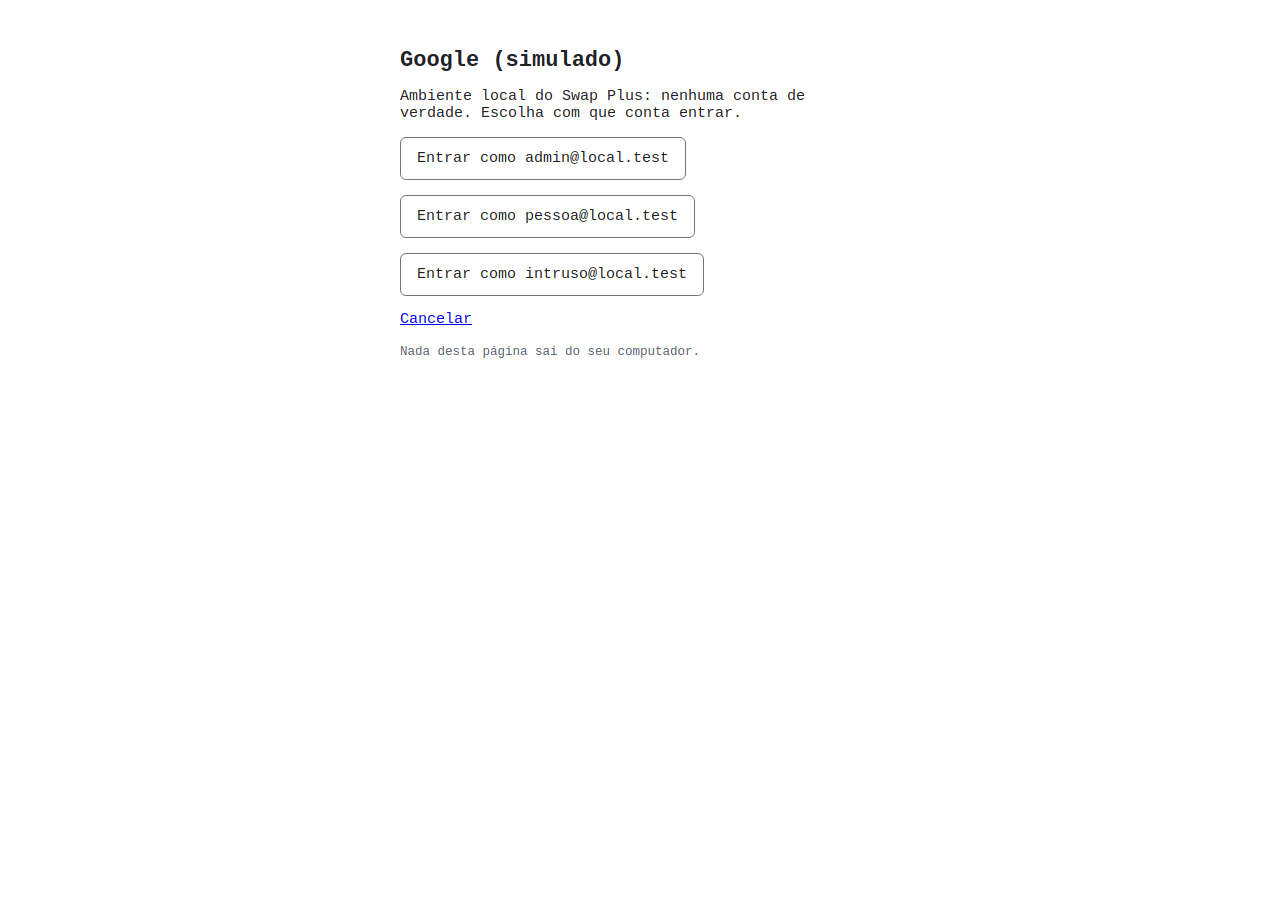 Google (simulado)
Ambiente local do Swap Plus: nenhuma conta de
verdade. Escolha com que conta entrar.
Entrar como admin@local.test
Entrar como pessoa@local.test
Entrar como intruso@local.test
Cancelar
Nada desta página sai do seu computador.